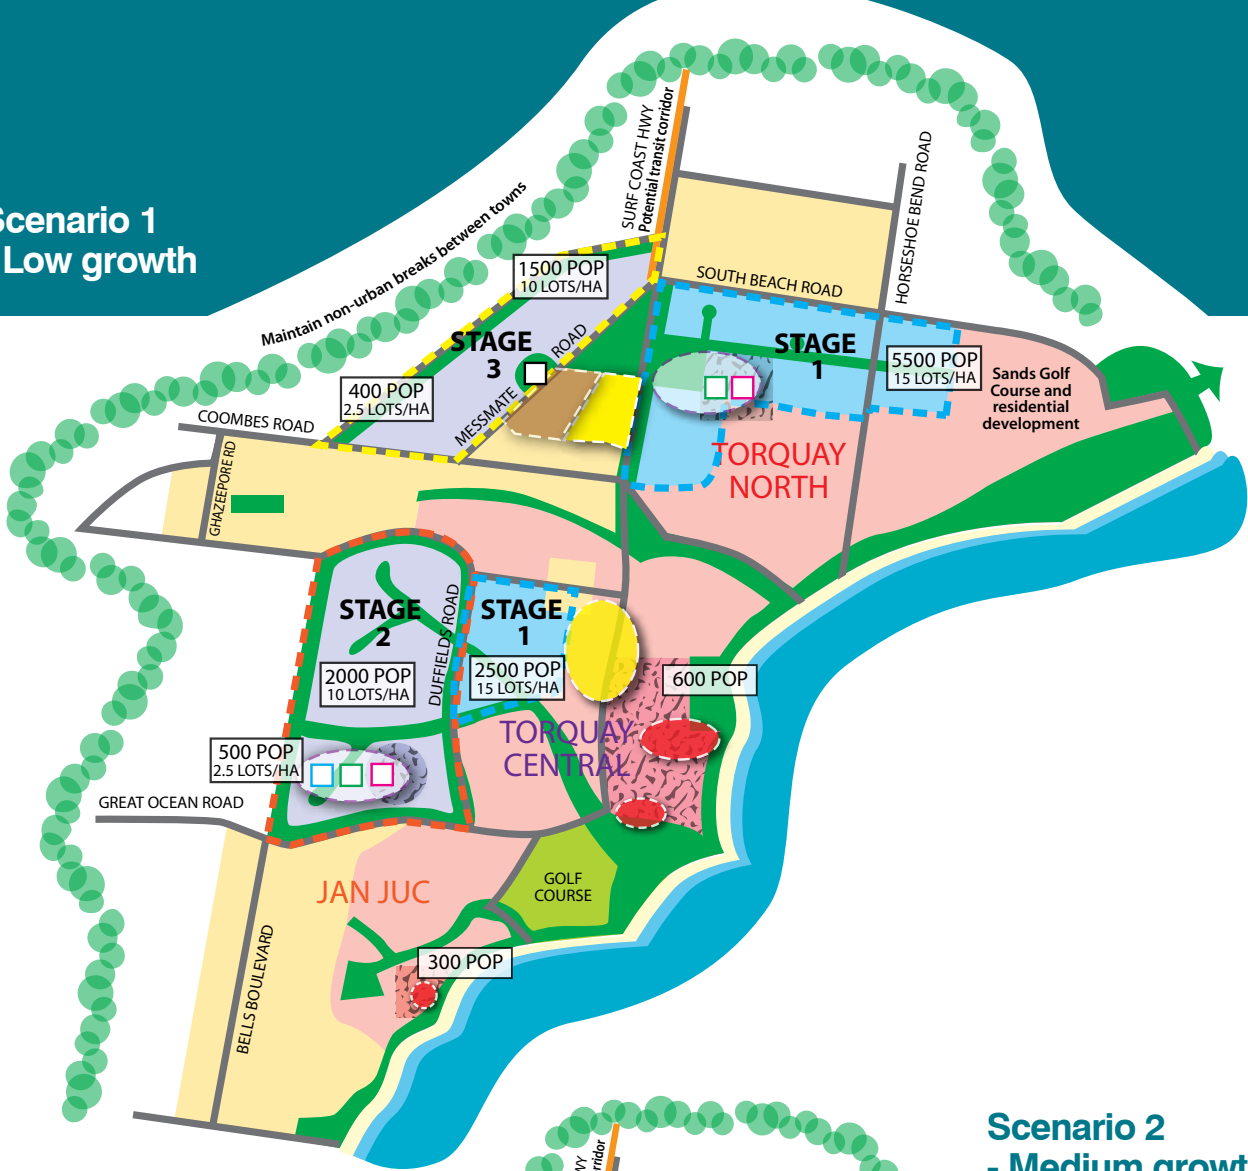 Scenario 1
Low growth
Maintain non-urban breaks between towns
SURF COAST HWY
Potential transit corridor
HORSESHOE BEND ROAD
1500 POP
10 LOTS/HA
SOUTH BEACH ROAD
STAGE
3
MESSMATE ROAD
STAGE
1
5500 POP
15 LOTS/HA
Sands Golf
Course and
residential
development
400 POP
2.5 LOTS/HA
COOMBES ROAD
GHAZEEPORE RD
TORQUAY
NORTH
STAGE
2
DUFFIELDS ROAD
STAGE
1
2000 POP
10 LOTS/HA
2500 POP
15 LOTS/HA
600 POP
TORQUAY
CENTRAL
500 POP
2.5 LOTS/HA
GREAT OCEAN ROAD
JAN JUC
GOLF
COURSE
BELLS BOULEVARD
300 POP
Scenario 2
- Medium growt